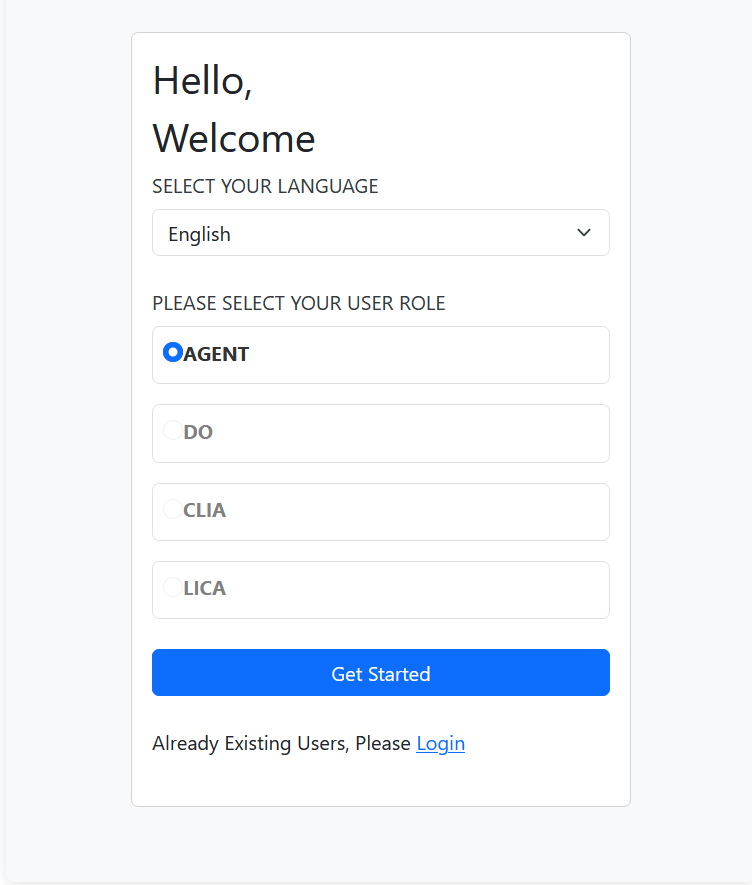 Hello,
Welcome
SELECT YOUR LANGUAGE
English
PLEASE SELECT YOUR USER ROLE
AGENT
DO
CLIA
LICA
Get Started
Already Existing Users, Please Login